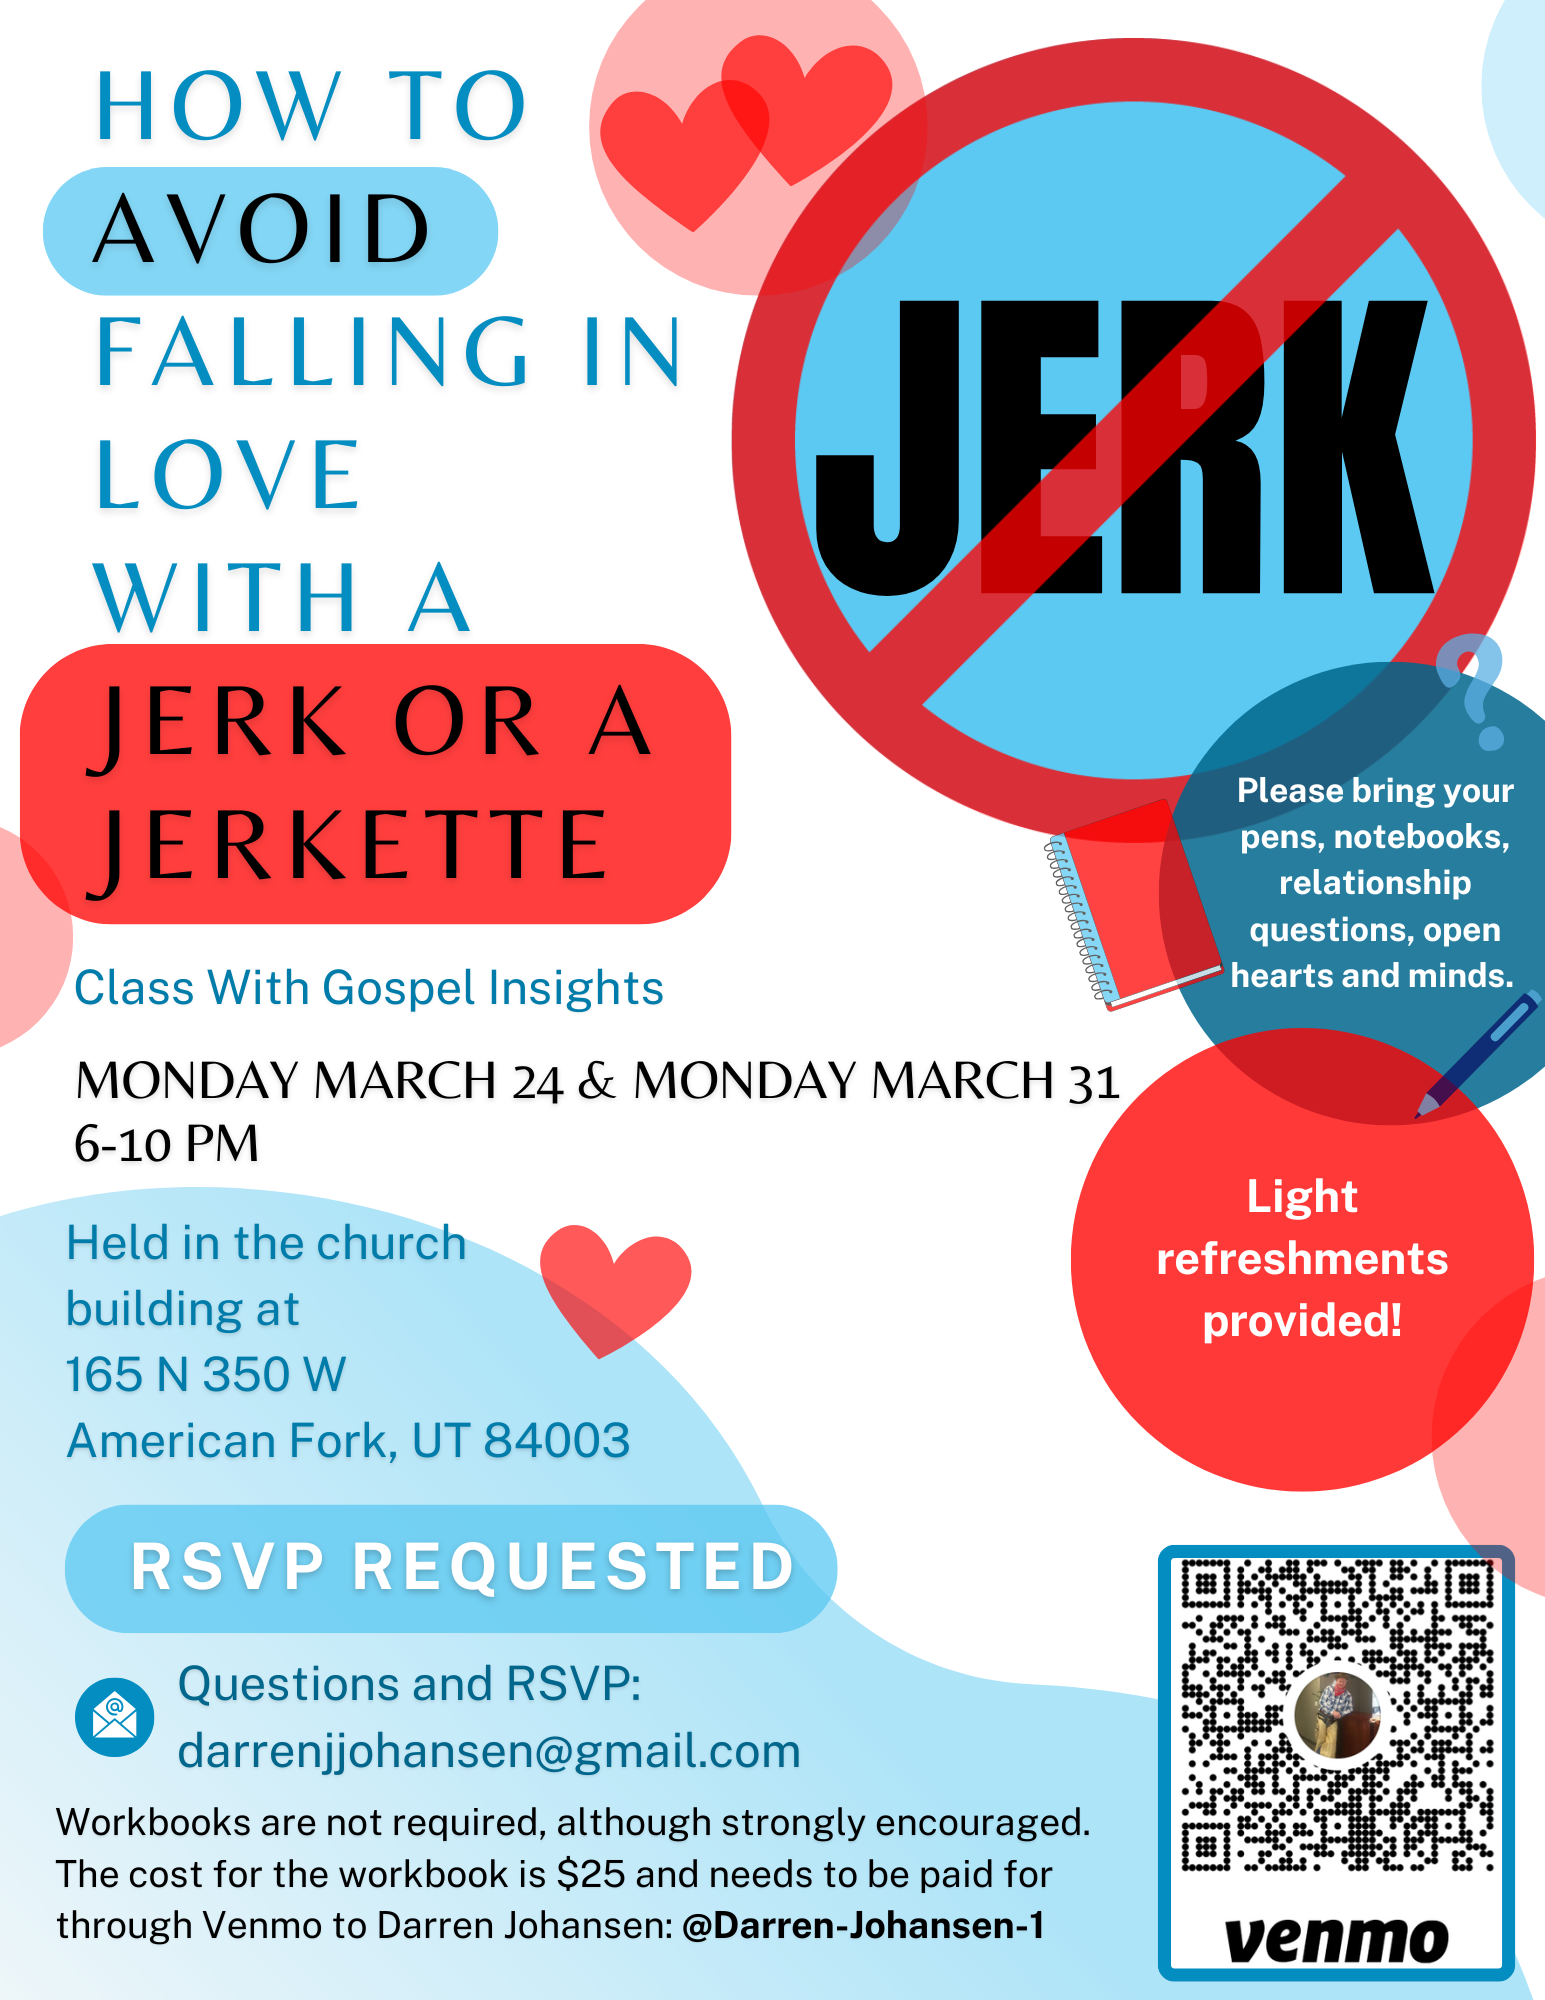 HOW TO
AVOID
FALLING IN
LOVE
WITH A
JERK OR A
JERKETTE
JERK
Please bring your
pens, notebooks,
relationship
questions, open
hearts and minds.
Class With Gospel Insights
MONDAY MARCH 24 & MONDAY MARCH 31
6-10 PM
Light
refreshments
provided!
Held in the church
building at
165 N 350 W
American Fork, UT 84003
RSVP REQUESTED
Questions and RSVP:
darrenjjohansen@gmail.com
Workbooks are not required, although strongly encouraged.
The cost for the workbook is $25 and needs to be paid for
through Venmo to Darren Johansen: @Darren-Johansen-1
venmo